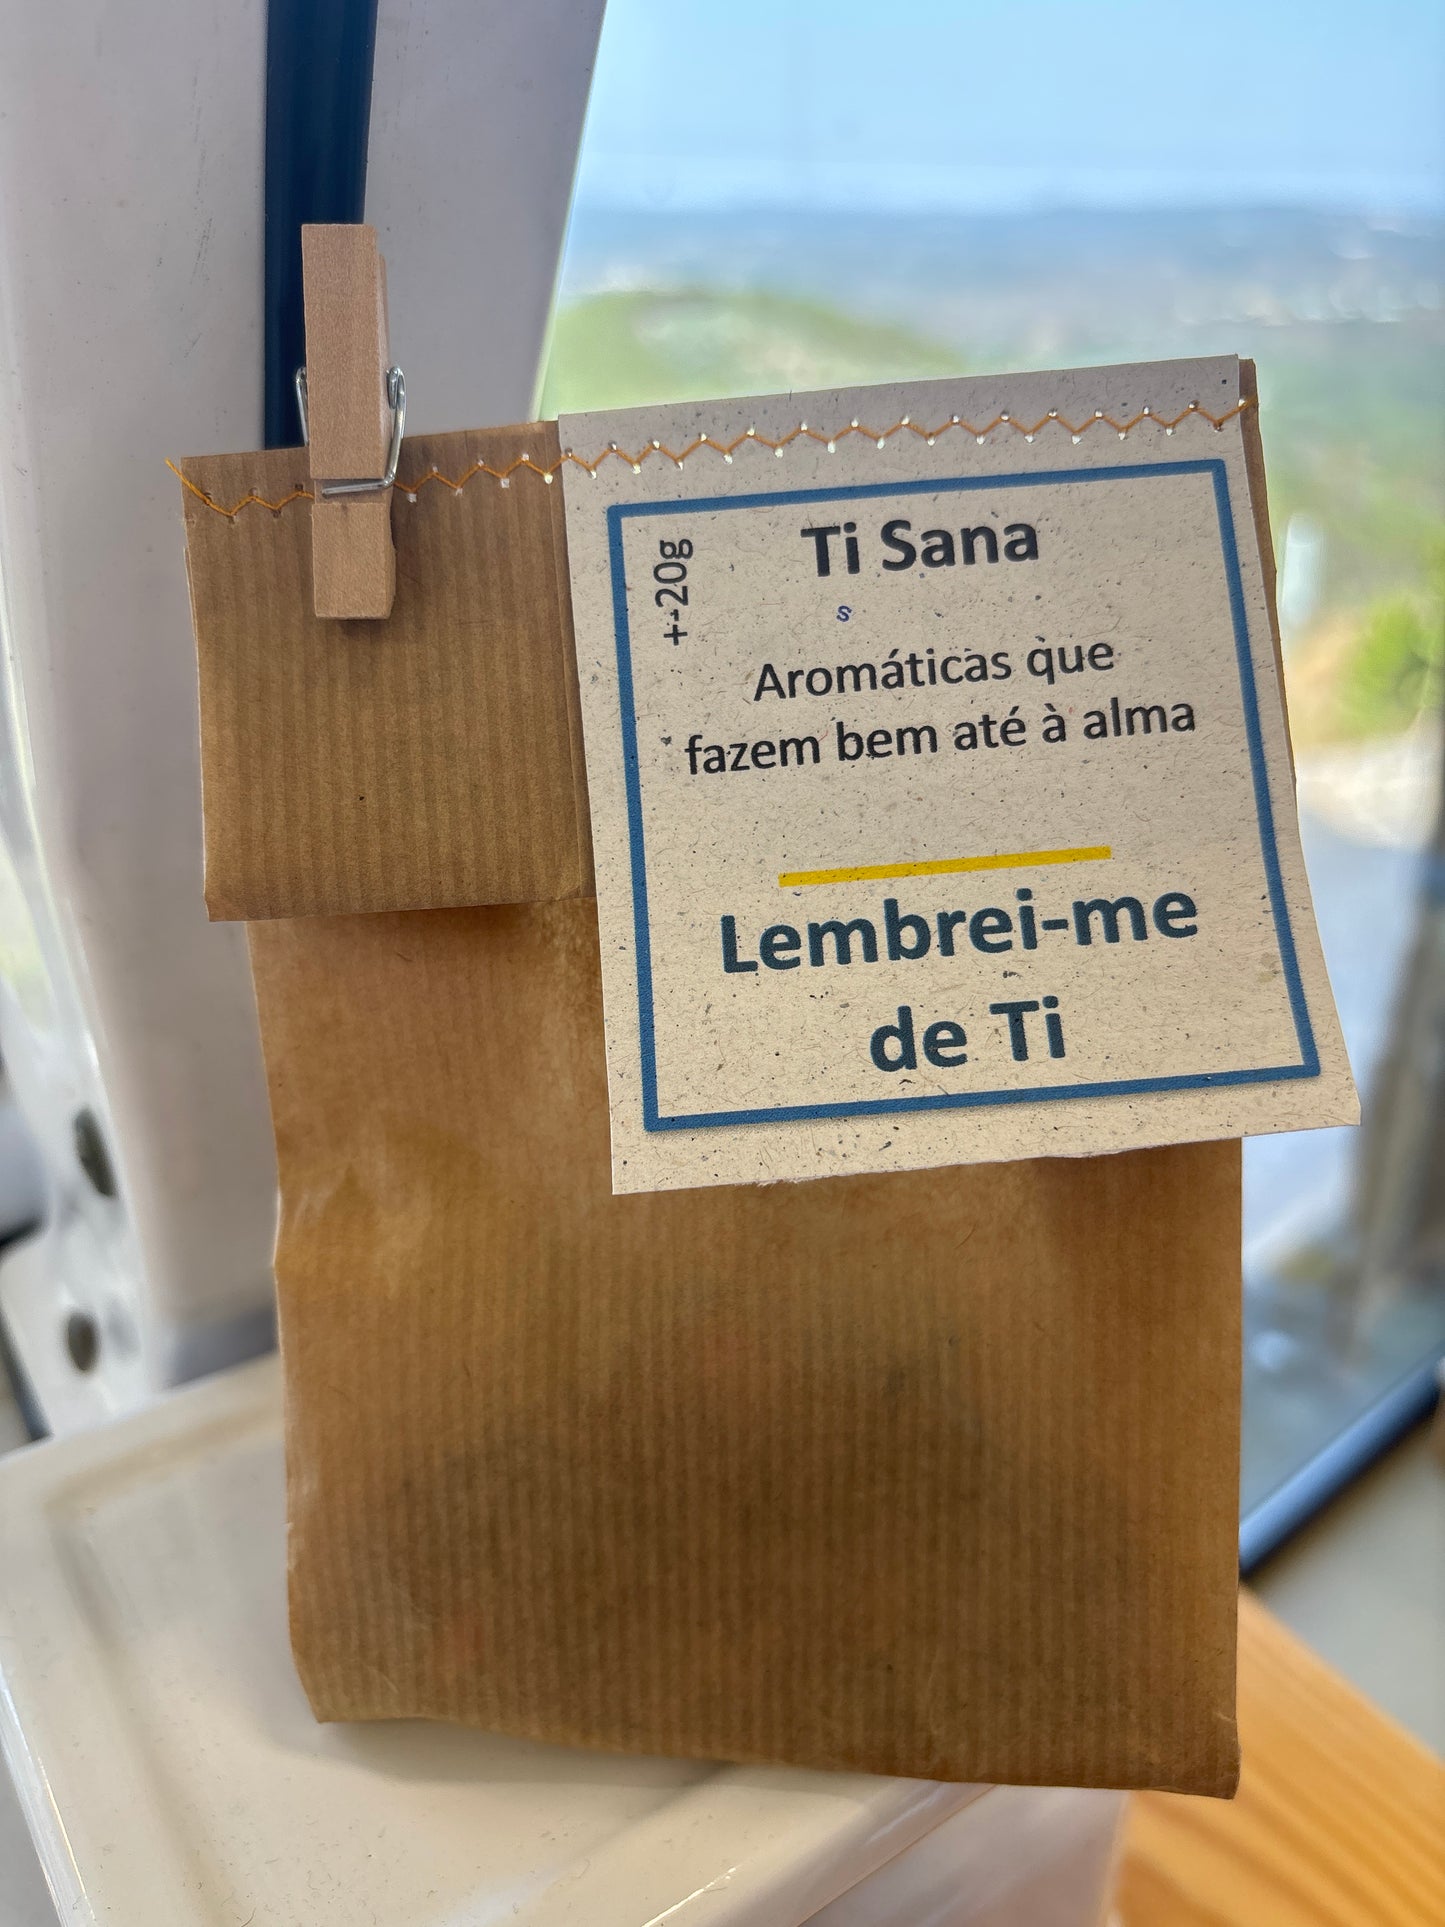 Ti Sana
s
++20g
Aromáticas que
fazem bem até à alma
Lembrei-me
de Ti